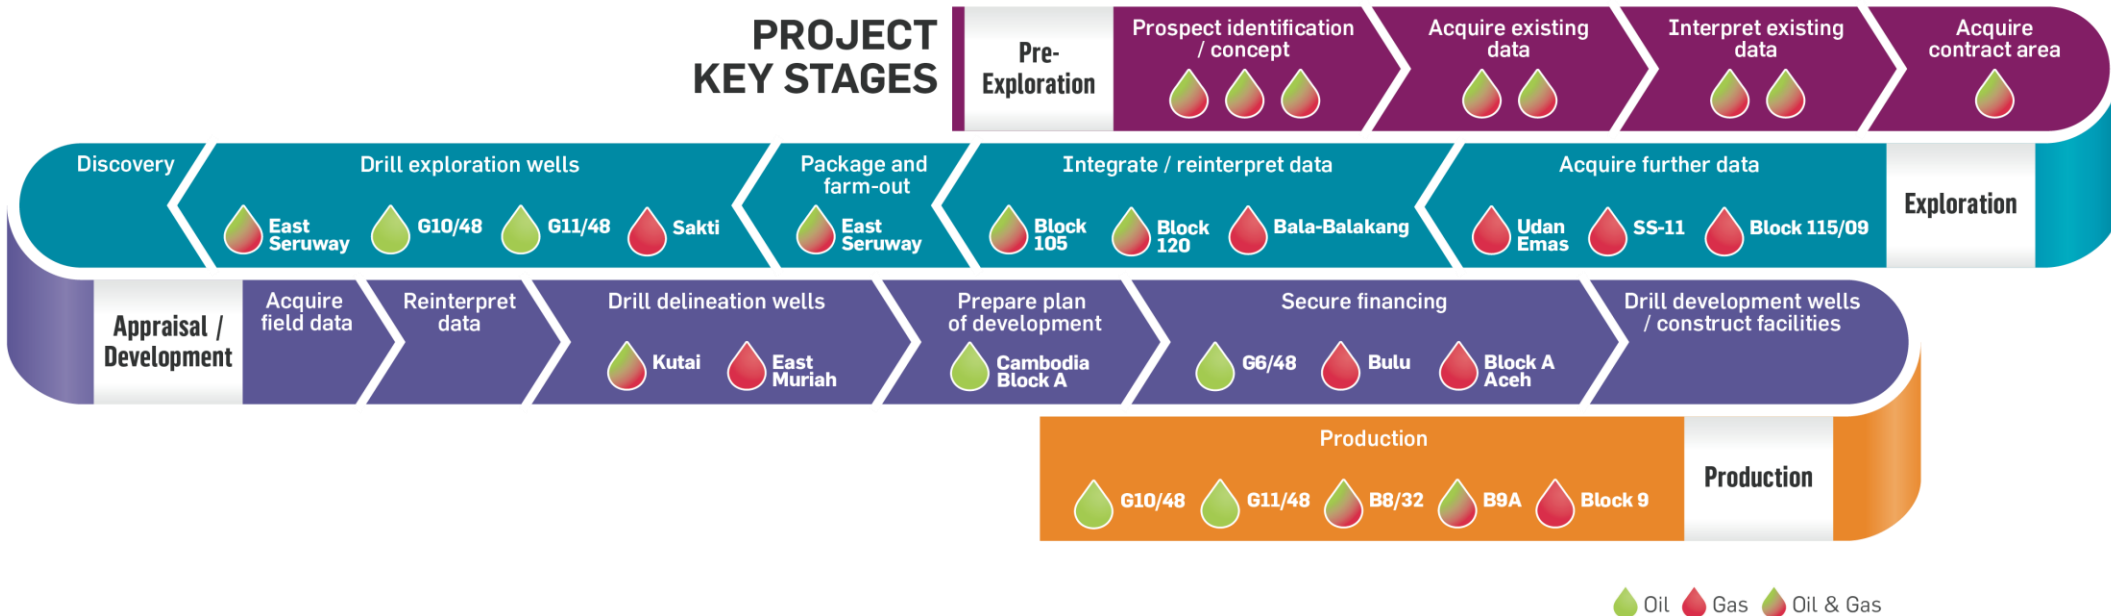 PROJECT
KEY STAGES
Pre-
Exploration
Prospect identification
/ concept
Acquire existing
data
Interpret existing
data
Acquire
contract area
Exploration
Acquire further data
Udan
Emas
SS-11
Block 115/09
Integrate / reinterpret data
Block
105
Block
120
Bala-Balakang
Package and
farm-out
East
Seruway
Drill exploration wells
East
Seruway
G10/48
G11/48
Sakti
Discovery
Appraisal /
Development
Acquire
field data
Reinterpret
data
Drill delineation wells
Kutai
East
Muriah
Prepare plan
of development
Cambodia
Block A
Secure financing
G6/48
Bulu
Block A
Aceh
Drill development wells
/ construct facilities
Production
Production
G10/48
G11/48
B8/32
B9A
Block 9
Oil
Gas
Oil & Gas